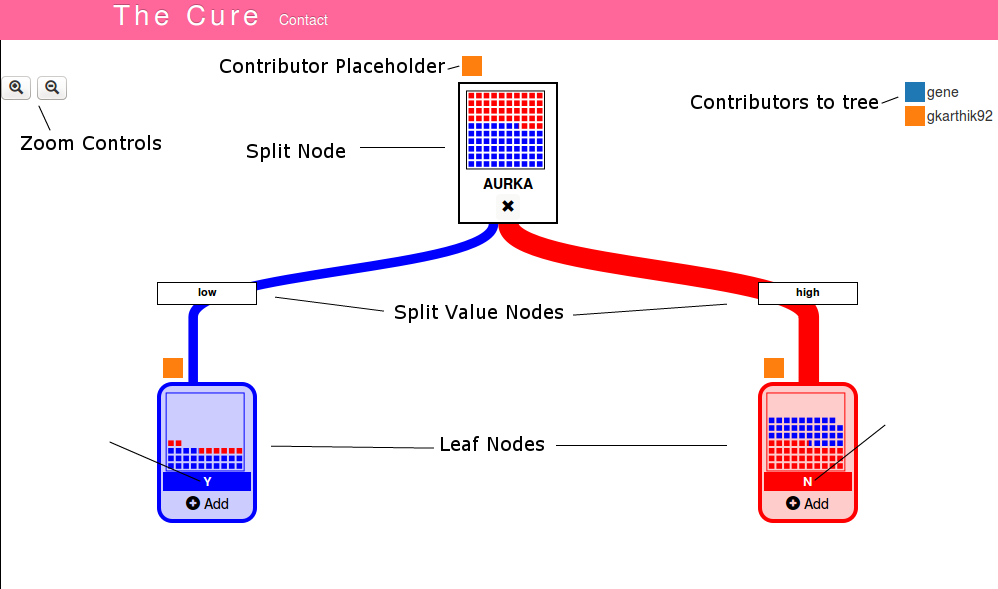 The Cure Contact
Contributor Placeholder
Contributors to tree
gene
gkarthik92
Zoom Controls
Split Node
AURKA
low
high
Split Value Nodes
Leaf Nodes
Y
Add
N
Add